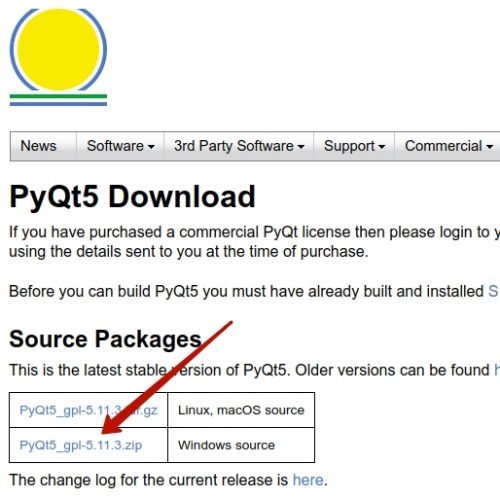 News Software 3rd Party Software Support Commercial
PyQt5 Download
If you have purchased a commercial PyQt license then please login to
using the details sent to you at the time of purchase.
Before you can build PyQt5 you must have already built and installed
Source Packages
This is the latest stable version of PyQt5. Older versions can be found
PyQt5_gpl-5.11.3.tar.gz Linux, macOS source
PyQt5_gpl-5.11.3.zip Windows source
The change log for the current release is here.